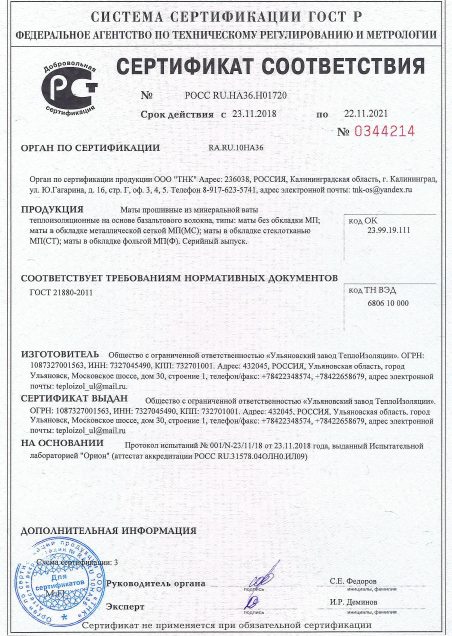 СИСТЕМА СЕРТИФИКАЦИИ ГОСТ Р
ФЕДЕРАЛЬНОЕ АГЕНТСТВО ПО ТЕХНИЧЕСКОМУ РЕГУЛИРОВАНИЮ И МЕТРОЛОГИИ
Добровольная
сертификация
СЕРТИФИКАТ СООТВЕТСТВИЯ
№ РОСС RU.НА36.Н01720
Срок действия с 23.11.2018 по 22.11.2021
№ 0344214
ОРГАН ПО СЕРТИФИКАЦИИ RA.RU.10НА36
Орган по сертификации продукции ООО "ТНК" Адрес: 236038, РОССИЯ, Калининградская область, г. Калининград,
ул. Ю.Гагарина, д. 16, стр. Г, оф. 3, 4, 5. Телефон 8-917-623-5741, адрес электронной почты: tnk-os@yandex.ru
ПРОДУКЦИЯ Маты прошивные из минеральной ваты
теплоизоляционные на основе базальтового волокна, типы: маты без обкладки МП;
маты в обкладке металлической сеткой МП(МС); маты в обкладке стеклотканью
МП(СТ); маты в обкладке фольгой МП(Ф). Серийный выпуск.
код ОК
23.99.19.111
СООТВЕТСТВУЕТ ТРЕБОВАНИЯМ НОРМАТИВНЫХ ДОКУМЕНТОВ
ГОСТ 21880-2011
код ТН ВЭД
6806 10 000
ИЗГОТОВИТЕЛЬ Общество с ограниченной ответственностью «Ульяновский завод ТеплоИзоляции». ОГРН:
1087327001563, ИНН: 7327045490, КПП: 732701001. Адрес: 432045, РОССИЯ, Ульяновская область, город
Ульяновск, Московское шоссе, дом 30, строение 1, телефон/факс: +78422348574, +78422658679, адрес электронной
почты: teploizol_ul@mail.ru.
СЕРТИФИКАТ ВЫДАН Общество с ограниченной ответственностью «Ульяновский завод ТеплоИзоляции».
ОГРН: 1087327001563, ИНН: 7327045490, КПП: 732701001. Адрес: 432045, РОССИЯ, Ульяновская область, город
Ульяновск, Московское шоссе, дом 30, строение 1, телефон/факс: +78422348574, +78422658679, адрес электронной
почты: teploizol_ul@mail.ru.
НА ОСНОВАНИИ Протокол испытаний № 001/N-23/11/18 от 23.11.2018 года, выданный Испытательной
лабораторией "Орион" (аттестат аккредитации РОСС RU.31578.04ОЛН0.ИЛ09)
ДОПОЛНИТЕЛЬНАЯ ИНФОРМАЦИЯ
Схема сертификации: 3
Для
сертификатов
М.П.
Руководитель органа
подпись
С.Е. Федоров
инициалы, фамилия
Эксперт
подпись
И.Р. Деминов
инициалы, фамилия
Сертификат не применяется при обязательной сертификации